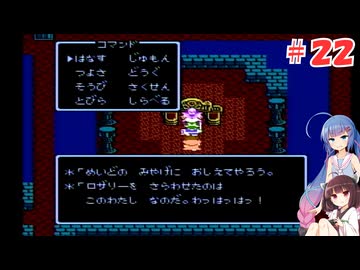 コマンド
▶はなす じゅもん
つよさ どうぐ
そうび さくせん
とびら しらべる
#22
＊「めいどの みやげに おしえてやろう。
＊「ロザリーを さらわせたのは
このわたし なのだ。わっはっはっ！